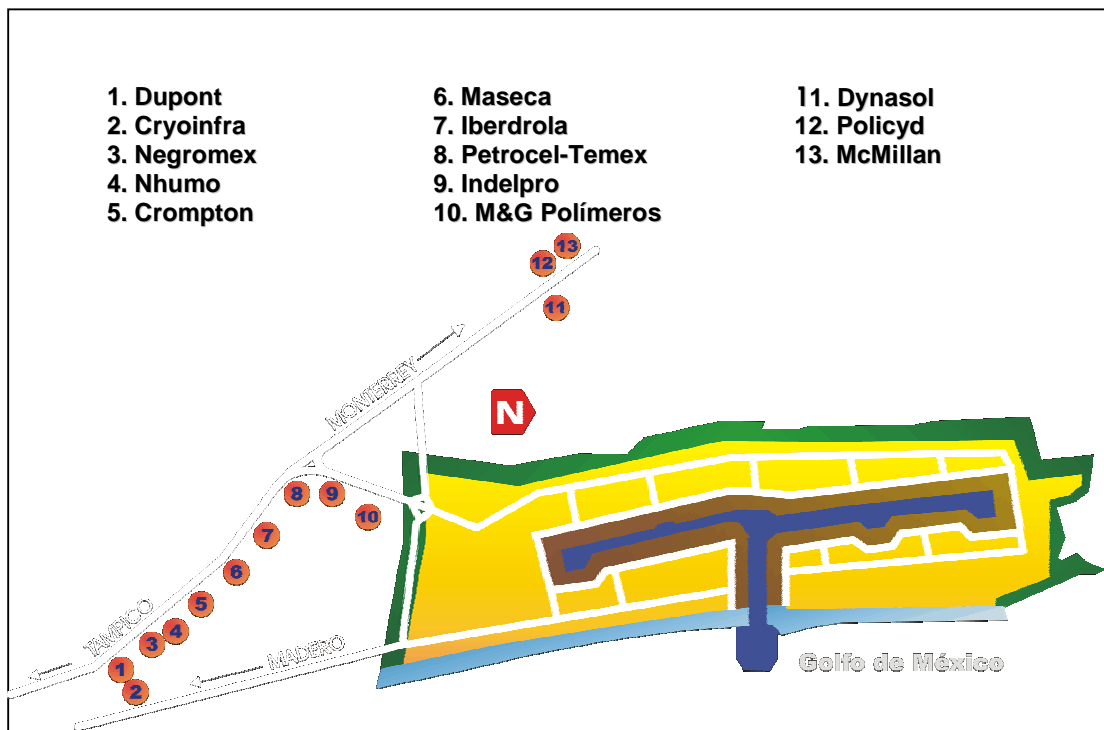 1. Dupont
2. Cryoinfra
3. Negromex
4. Nhumo
5. Crompton
6. Maseca
7. Iberdrola
8. Petrocel-Temex
9. Indelpro
10. M&G Polímeros
11. Dynasol
12. Policyd
13. McMillan
13
12
11
MONTERREY
N
8
9
10
7
6
5
4
3
TAMPICO
1
2
MADERO
Golfo de México